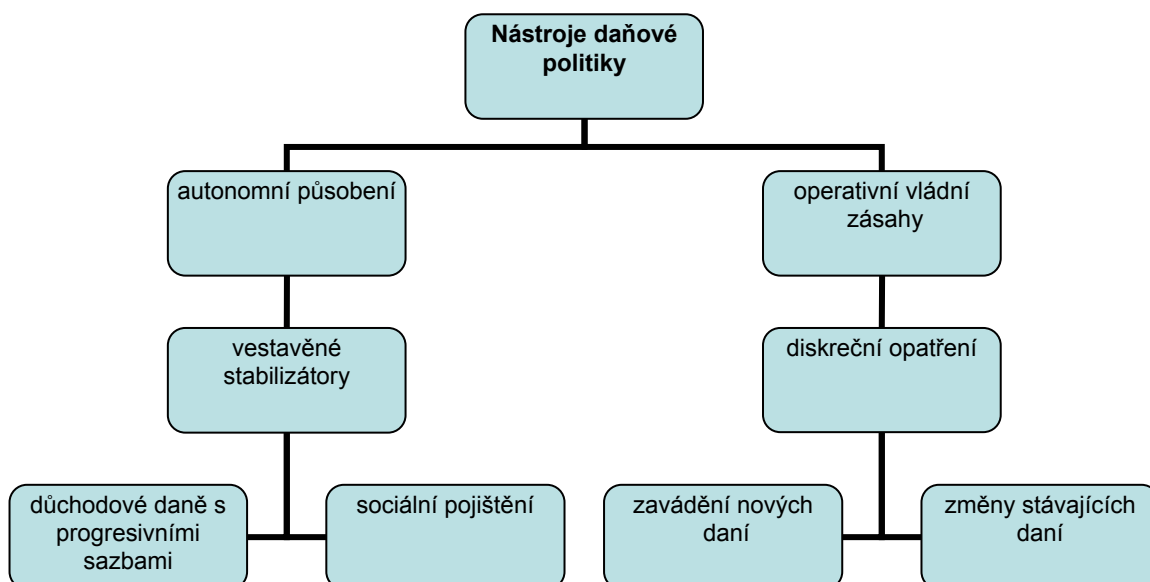 Nástroje daňové
politiky
autonomní působení
operativní vládní
zásahy
vestavěné
stabilizátory
diskreční opatření
důchodové daně s
progresivními
sazbami
sociální pojištění
zavádění nových
daní
změny stávajících
daní